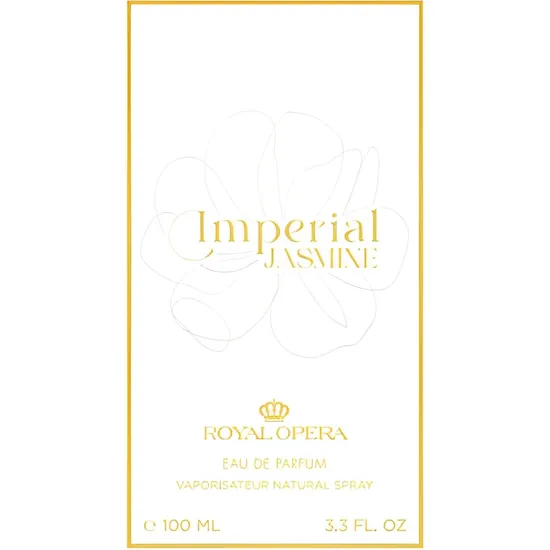 Imperial
JASMINE
ROYAL OPERA
EAU DE PARFUM
VAPORISATEUR NATURAL SPRAY
℮ 100 ML 3.3 FL. OZ